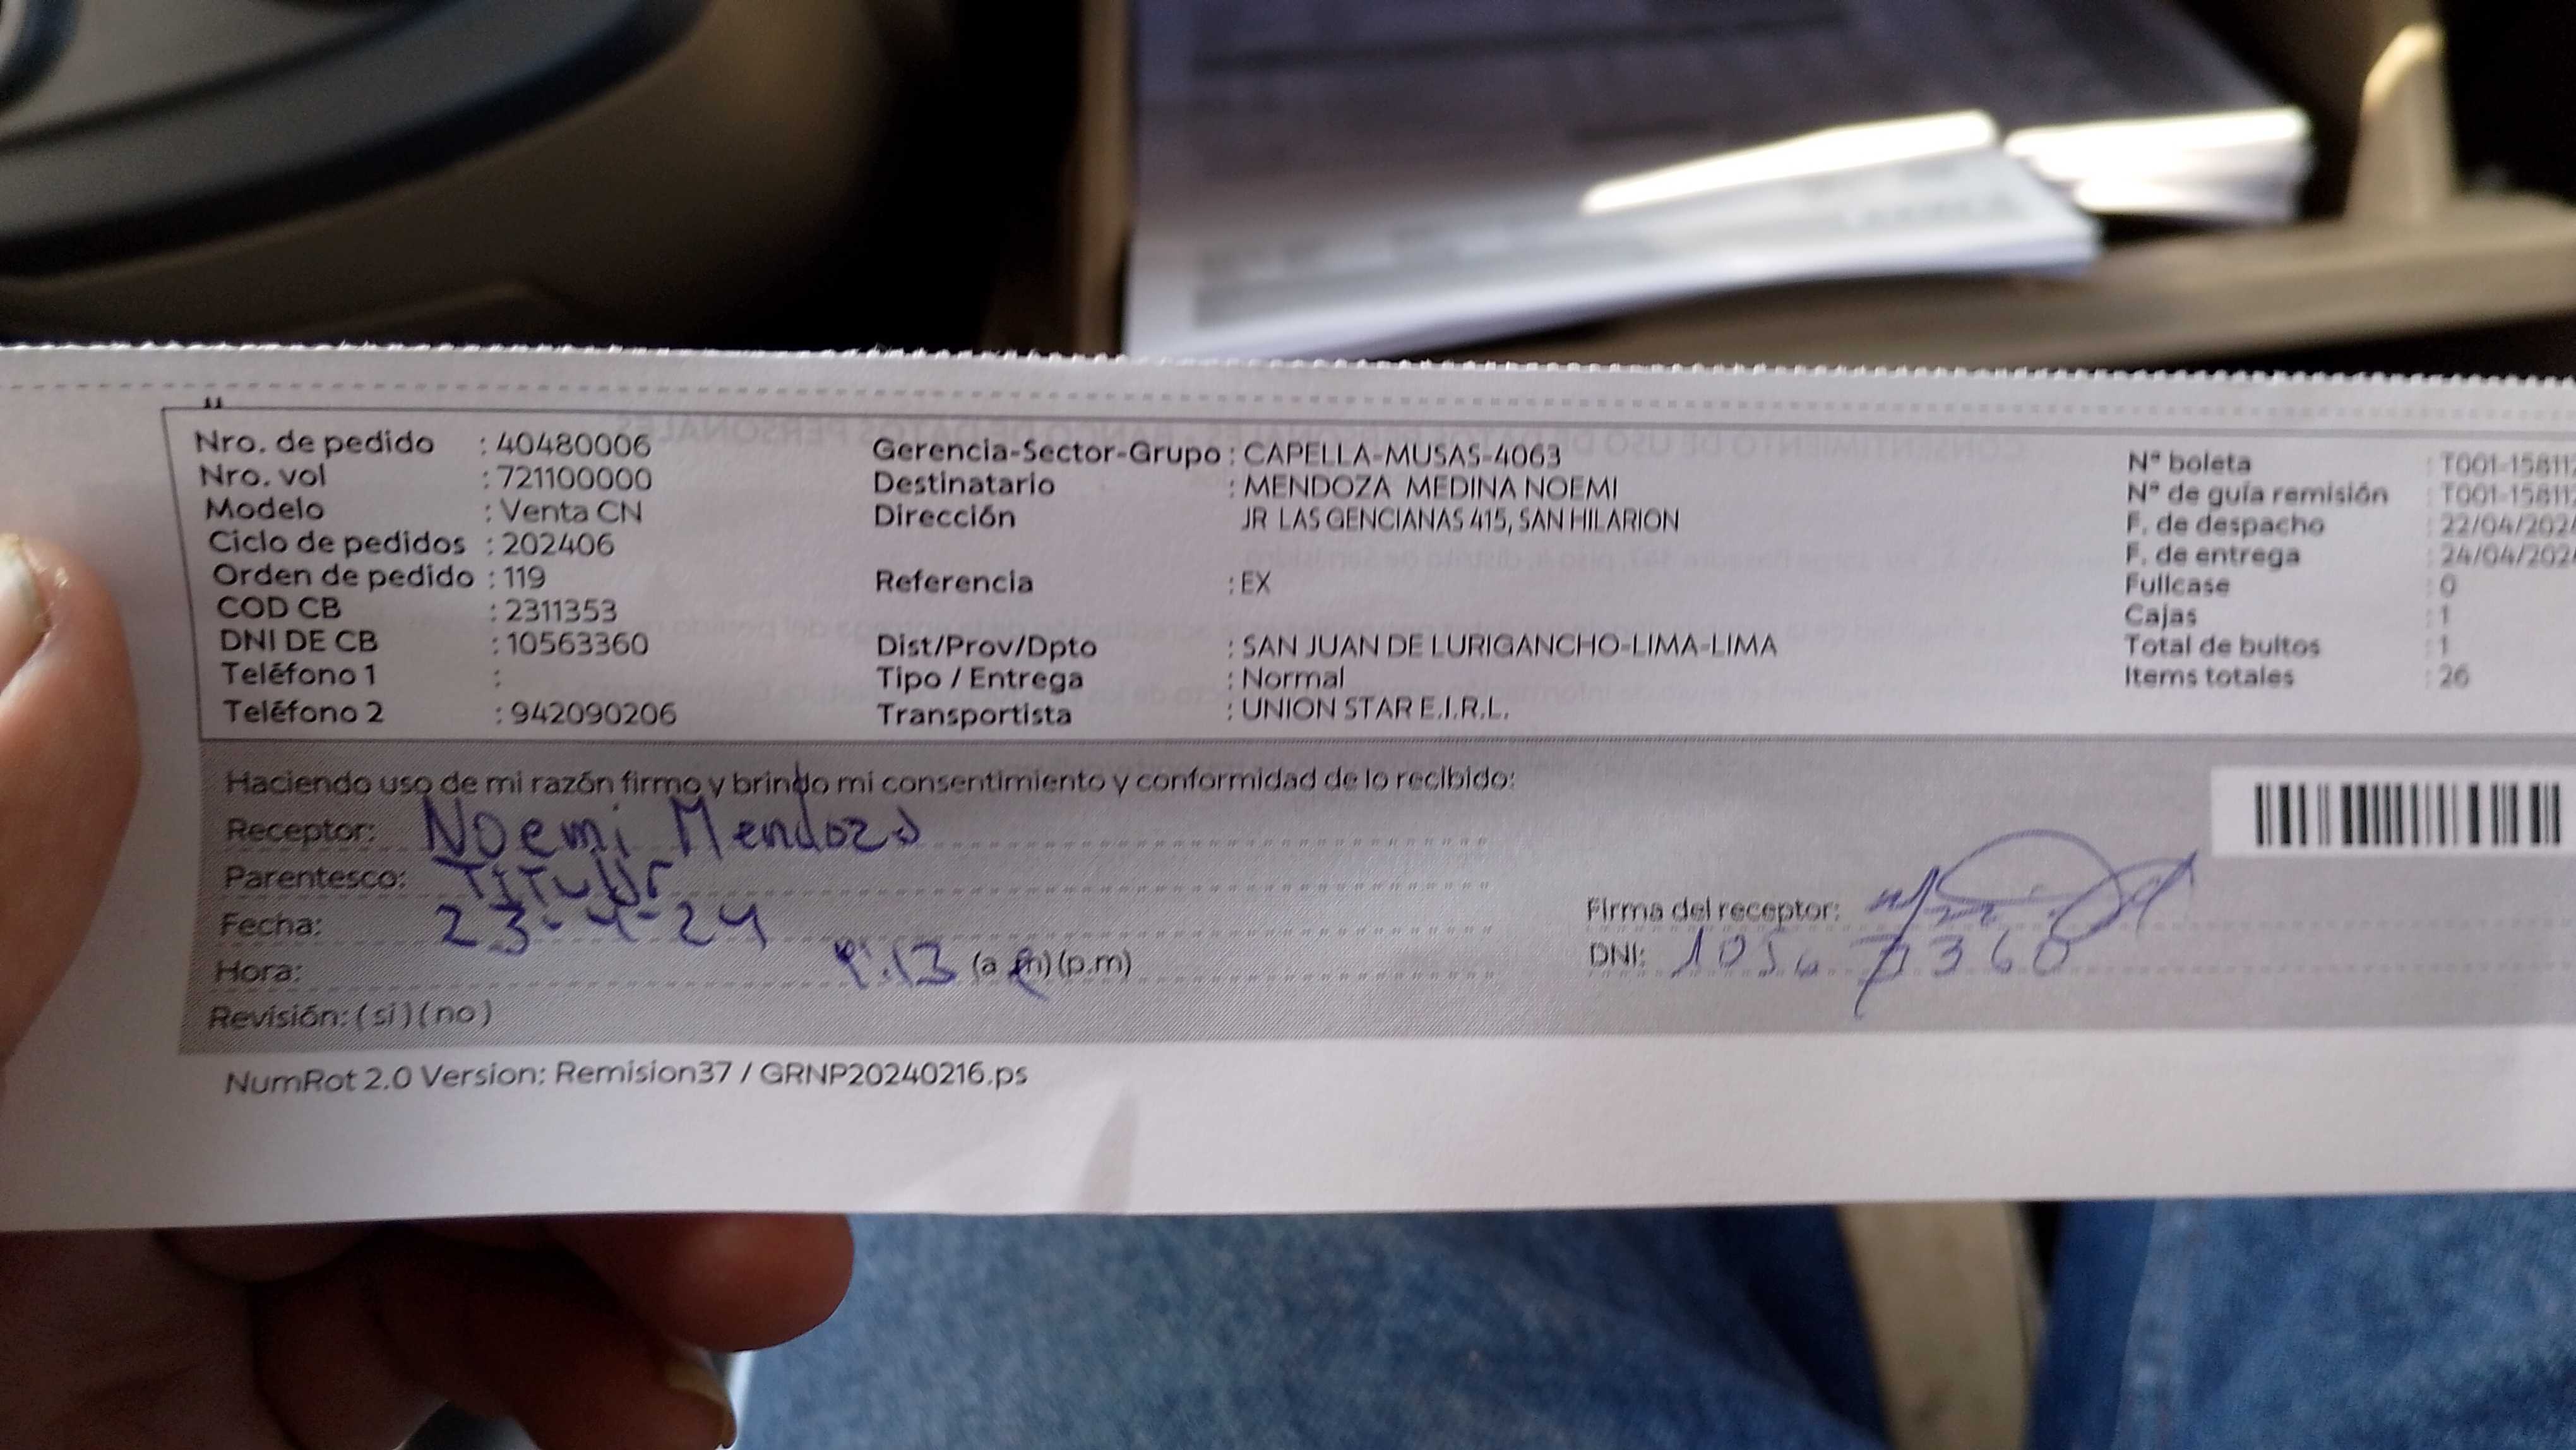 Nro. de pedido : 40480006
Nro. vol : 721100000
Modelo : Venta CN
Ciclo de pedidos : 202406
Orden de pedido : 119
COD CB : 2311353
DNI DE CB : 10563360
Teléfono 1 :
Teléfono 2 : 942090206
Gerencia-Sector-Grupo : CAPELLA-MUSAS-4063
Destinatario : MENDOZA MEDINA NOEMI
Dirección JR LAS GENCIANAS 415, SAN HILARION
Referencia : EX
Dist/Prov/Dpto : SAN JUAN DE LURIGANCHO-LIMA-LIMA
Tipo / Entrega : Normal
Transportista : UNION STAR E.I.R.L.
N° boleta : T001-15811
N° de guía remisión : T001-15811
F. de despacho : 22/04/202
F. de entrega : 24/04/202
Fullcase : 0
Cajas : 1
Total de bultos : 1
Items totales : 26
Haciendo uso de mi razón firmo y brindo mi consentimiento y conformidad de lo recibido:
Receptor: Noemi Mendoza
Parentesco: Titular
Fecha: 23-4-24
Hora: (a.m) (p.m)
Revisión: ( si ) ( no )
Firma del receptor:
DNI:
NumRot 2.0 Version: Remision37 / GRNP20240216.ps